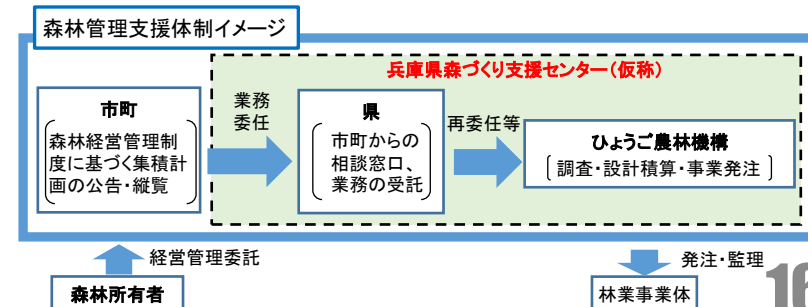 森林管理支援体制イメージ
兵庫県森づくり支援センター（仮称）
市町
森林経営管理制
度に基づく集積計
画の公告・縦覧
業務
委任
県
市町からの
相談窓口、
業務の受託
再委任等
ひょうご農林機構
調査・設計積算・事業発注
経営管理委託
森林所有者
発注・監理
林業事業体
16